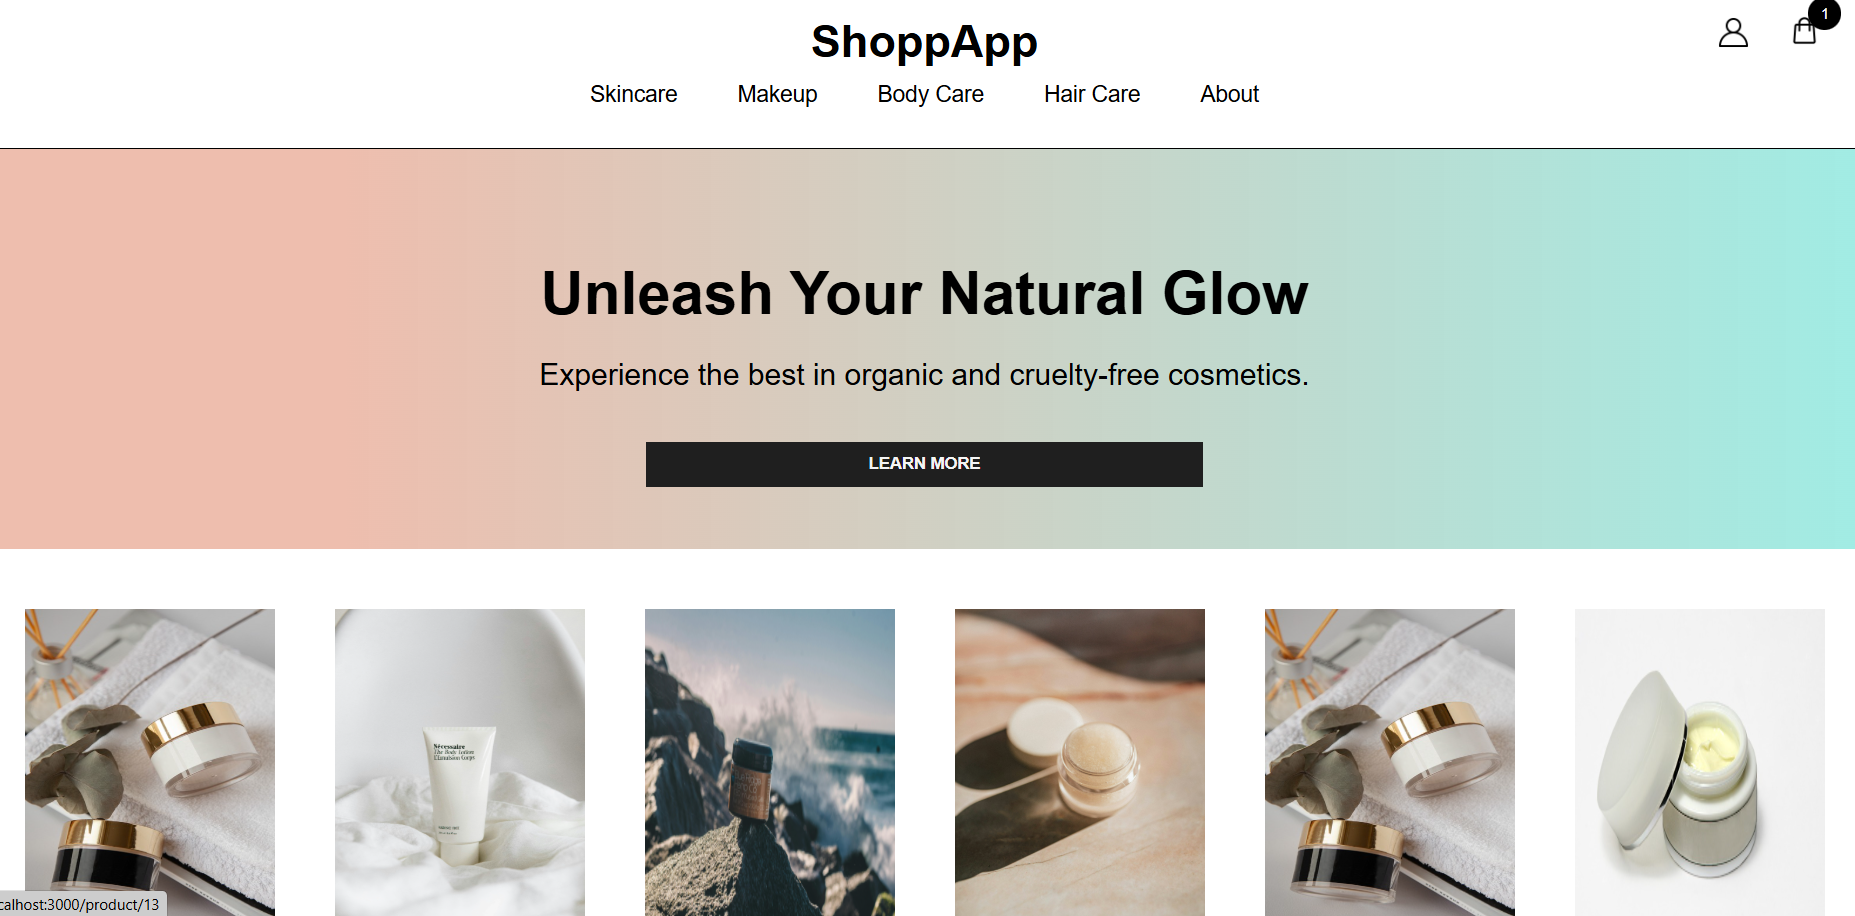 1
ShoppApp
Skincare Makeup Body Care Hair Care About
Unleash Your Natural Glow
Experience the best in organic and cruelty-free cosmetics.
LEARN MORE
Nécessaire
The Body Lotion
calhost:3000/product/13